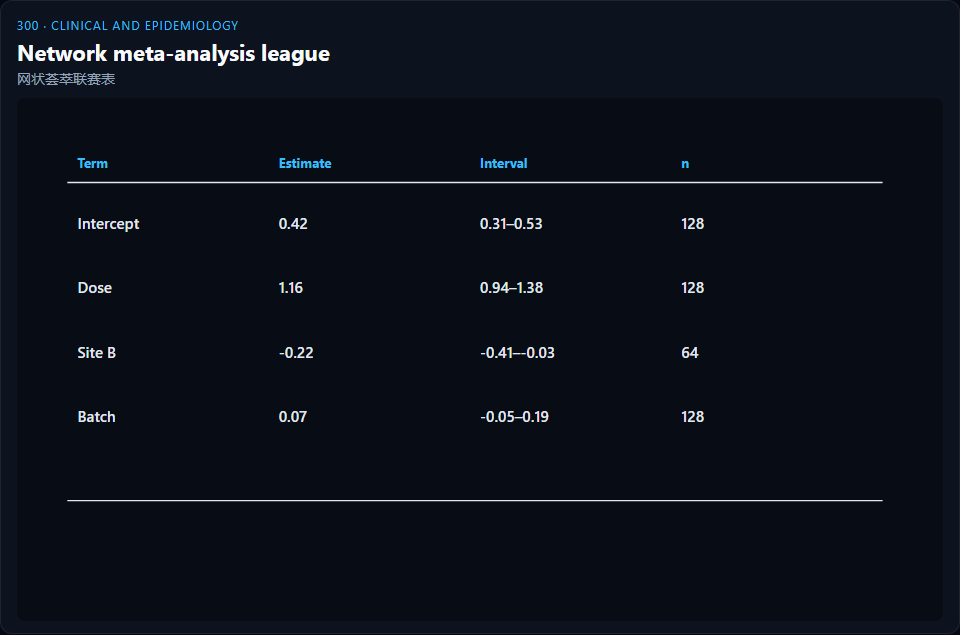 300 · CLINICAL AND EPIDEMIOLOGY
Network meta-analysis league
网状荟萃联赛表
Term Estimate Interval n
Intercept 0.42 0.31–0.53 128
Dose 1.16 0.94–1.38 128
Site B -0.22 -0.41–-0.03 64
Batch 0.07 -0.05–0.19 128